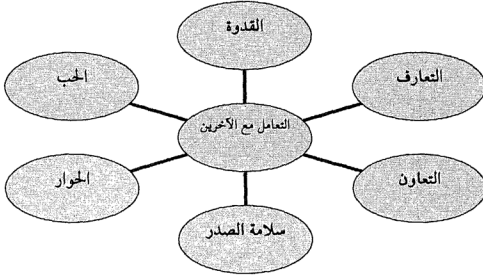 القدوة
التعارف
الحب
التعامل مع الآخرين
التعاون
الحوار
سلامة الصدر